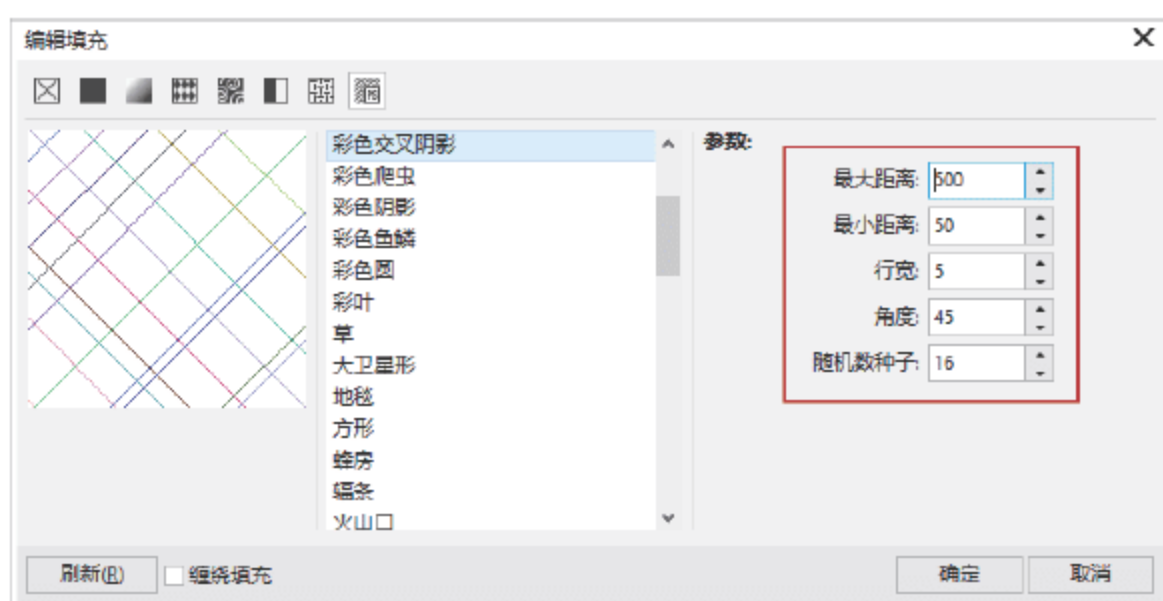 编辑填充
彩色交叉阴影
彩色爬虫
彩色阴影
彩色鱼鳞
彩色圆
彩叶
草
大卫星形
地毯
方形
蜂房
辐条
火山口
参数:
最大距离: 500
最小距离: 50
行宽: 5
角度: 45
随机数种子: 16
刷新(R) 缠绕填充 确定 取消